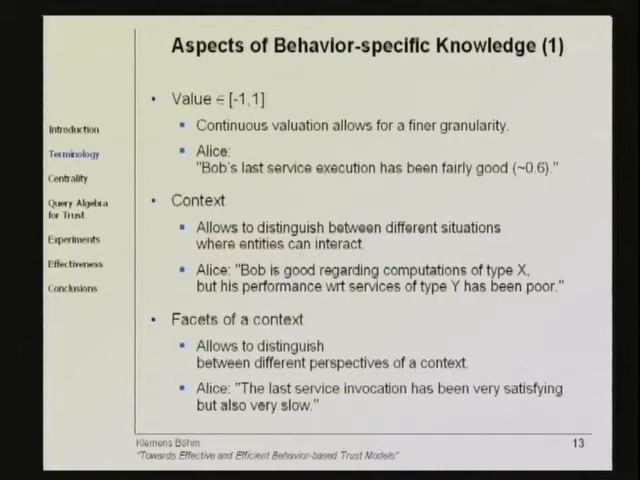 Aspects of Behavior-specific Knowledge (1)
Introduction
Terminology
Centrality
Query Algebra
for Trust
Experiments
Effectiveness
Conclusions
• Value ∈ [-1,1]
▪ Continuous valuation allows for a finer granularity.
▪ Alice:
"Bob's last service execution has been fairly good (~0.6)."
• Context
▪ Allows to distinguish between different situations
where entities can interact.
▪ Alice: "Bob is good regarding computations of type X,
but his performance wrt services of type Y has been poor."
• Facets of a context
▪ Allows to distinguish
between different perspectives of a context.
▪ Alice: "The last service invocation has been very satisfying
but also very slow."
Klemens Böhm
"Towards Effective and Efficient Behavior-based Trust Models"
13